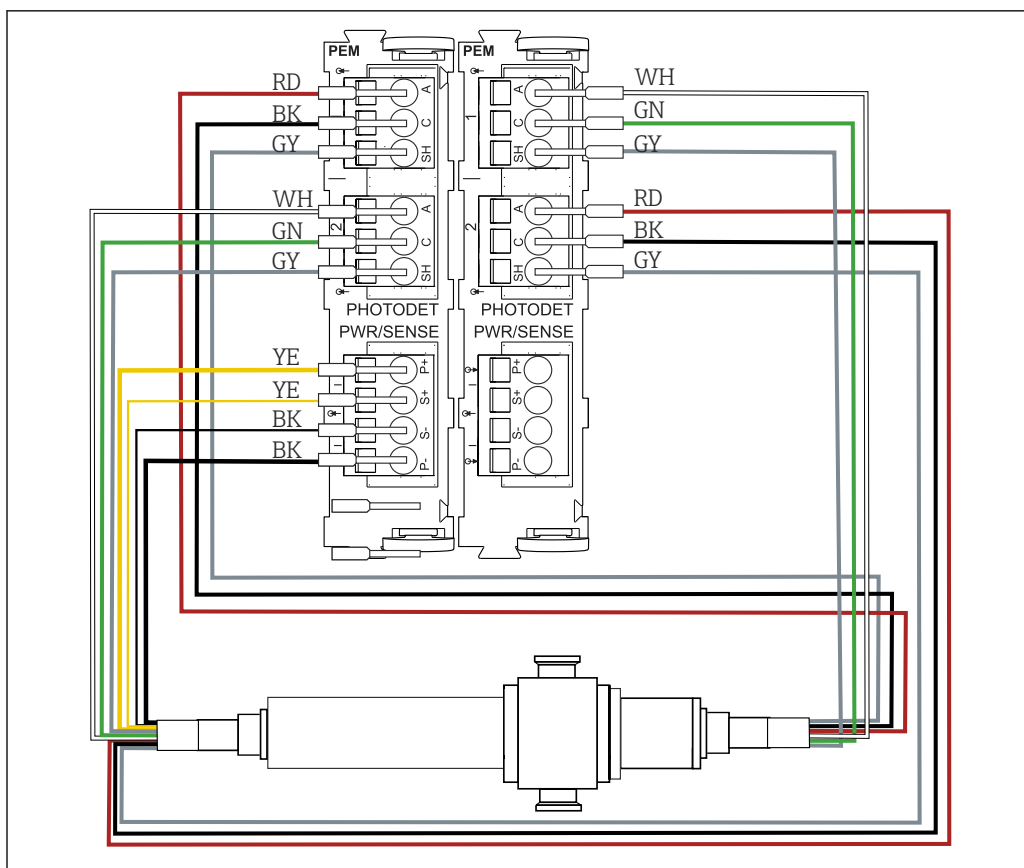 PEM PEM
RD A A WH
BK C 1 C GN
GY SH SH GY
WH A A RD
GN 2 C 2 C BK
GY SH SH GY
PHOTODET PHOTODET
PWR/SENSE PWR/SENSE
YE P+ P+
YE S+ S+
BK S- S-
BK P- P-